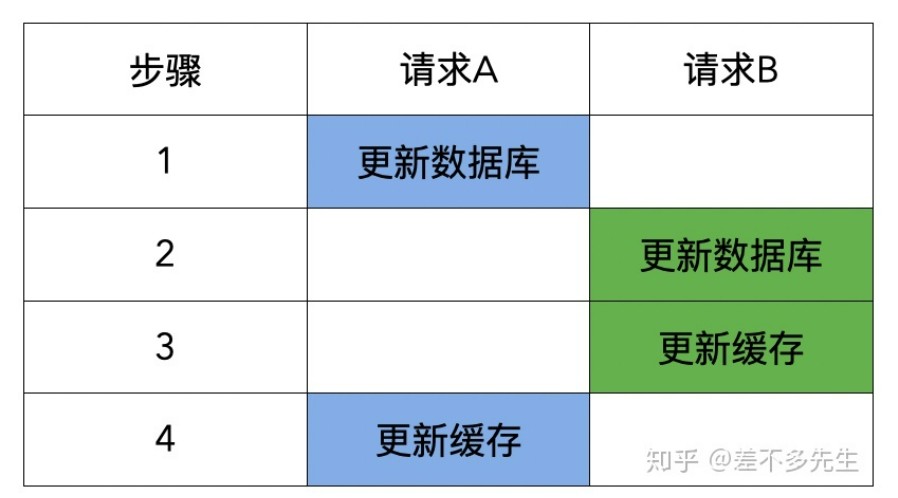 步骤 请求A 请求B
1 更新数据库
2 更新数据库
3 更新缓存
4 更新缓存
知乎 @差不多先生